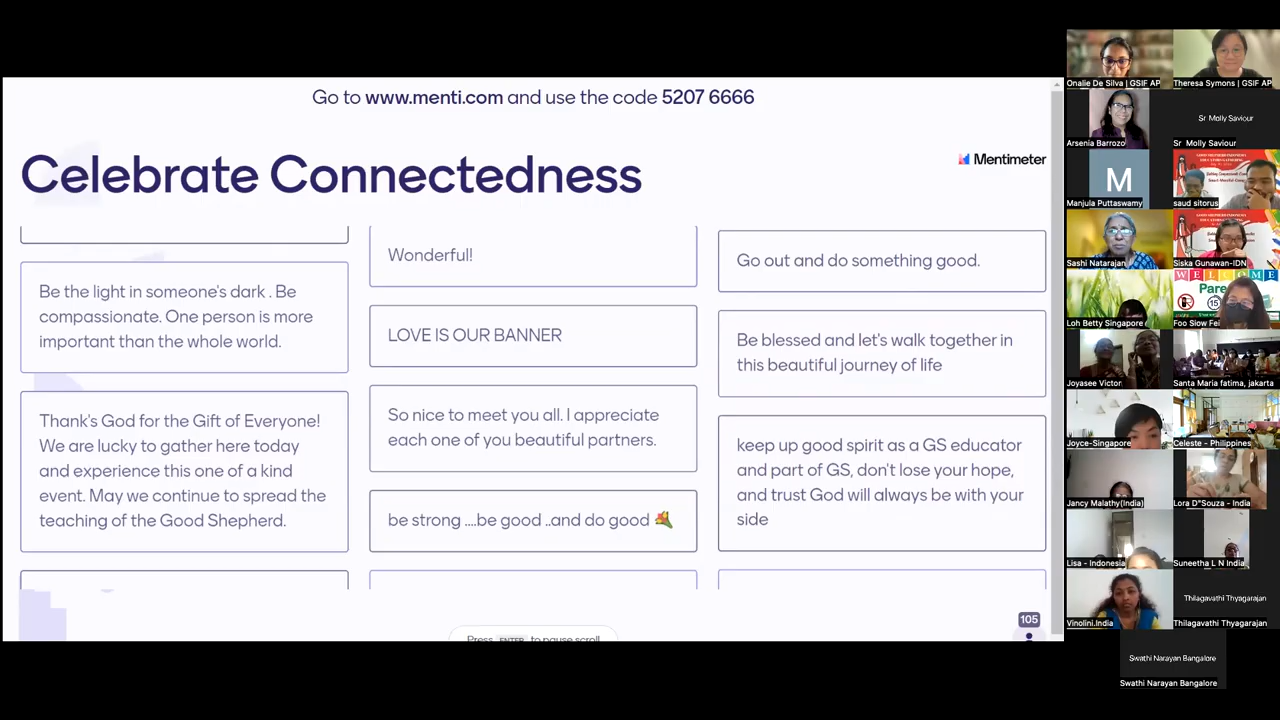 Go to www.menti.com and use the code 5207 6666
Celebrate Connectedness
Mentimeter
Be the light in someone's dark . Be
compassionate. One person is more
important than the whole world.
Thank's God for the Gift of Everyone!
We are lucky to gather here today
and experience this one of a kind
event. May we continue to spread the
teaching of the Good Shepherd.
Wonderful!
LOVE IS OUR BANNER
So nice to meet you all. I appreciate
each one of you beautiful partners.
be strong ....be good ..and do good
Go out and do something good.
Be blessed and let's walk together in
this beautiful journey of life
keep up good spirit as a GS educator
and part of GS, don't lose your hope,
and trust God will always be with your
side
105
Press ENTER to pause scroll
Onalie De Silva | GSIF AP
Theresa Symons | GSIF AP
Arsenia Barrozo
Sr Molly Saviour
Sr Molly Saviour
M
Manjula Puttaswamy
saud sitorus
Sashi Natarajan
Siska Gunawan-IDN
Loh Betty Singapore
WELCOME
Pare
15
Foo Siow Fei
Joyasee Victor
Santa Maria fatima, jakarta
Joyce-Singapore
Celeste - Philippines
Jancy Malathy(India)
Lora D"Souza - India
Lisa - Indonesia
Suneetha L N India
Vinolini.India
Thilagavathi Thyagarajan
Thilagavathi Thyagarajan
Swathi Narayan Bangalore
Swathi Narayan Bangalore